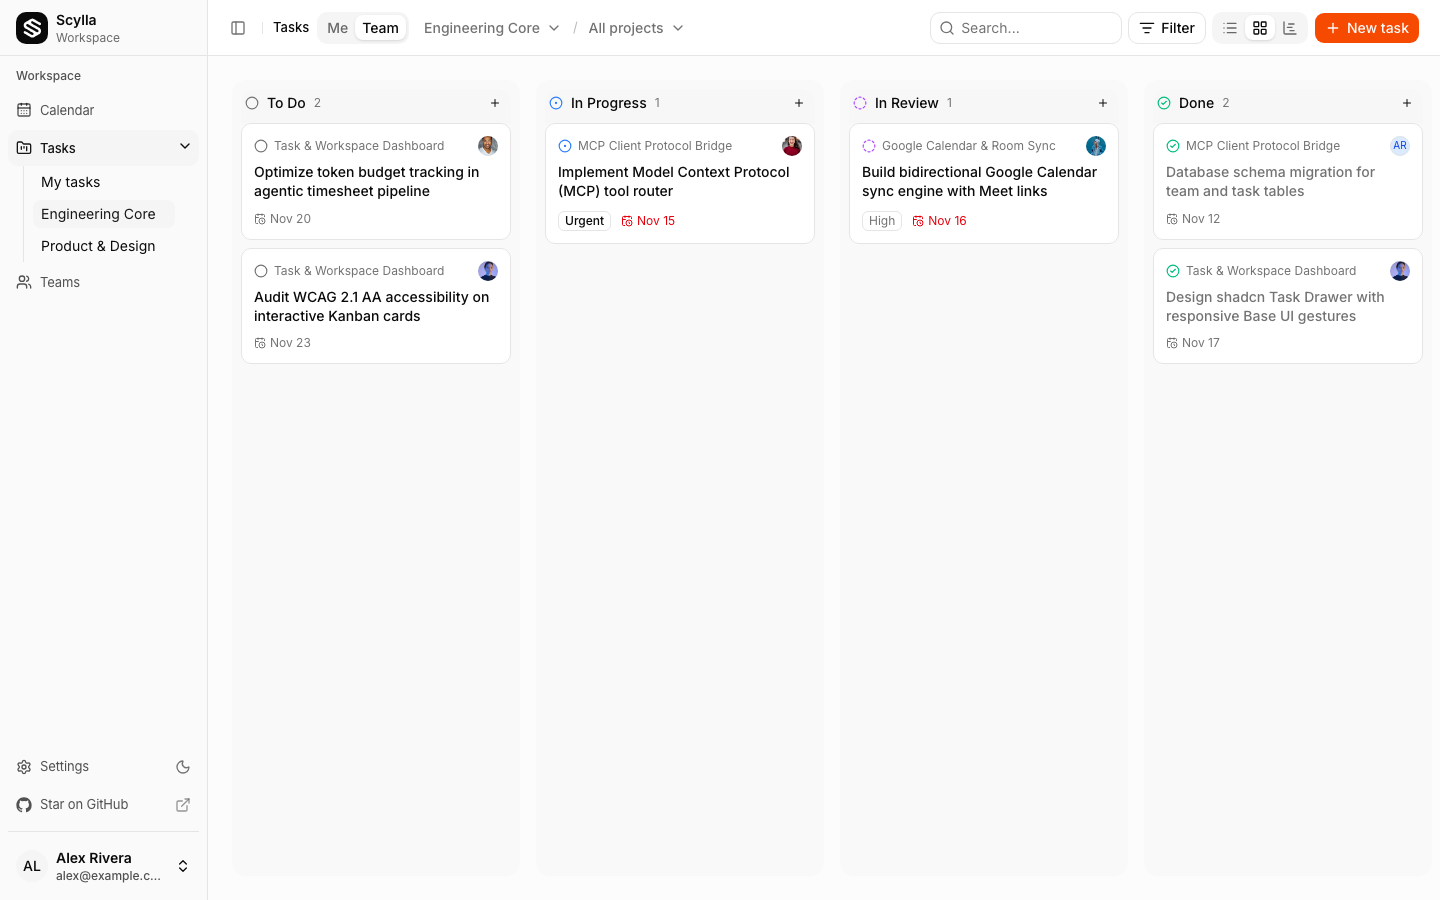 Scylla
Workspace
Workspace
Calendar
Tasks
My tasks
Engineering Core
Product & Design
Teams
Settings
Star on GitHub
AL
Alex Rivera
alex@example.c...
Tasks
Me
Team
Engineering Core
/
All projects
Search...
Filter
New task
To Do 2
Task & Workspace Dashboard
Optimize token budget tracking in
agentic timesheet pipeline
Nov 20
Task & Workspace Dashboard
Audit WCAG 2.1 AA accessibility on
interactive Kanban cards
Nov 23
In Progress 1
MCP Client Protocol Bridge
Implement Model Context Protocol
(MCP) tool router
Urgent Nov 15
In Review 1
Google Calendar & Room Sync
Build bidirectional Google Calendar
sync engine with Meet links
High Nov 16
Done 2
MCP Client Protocol Bridge AR
Database schema migration for
team and task tables
Nov 12
Task & Workspace Dashboard
Design shadcn Task Drawer with
responsive Base UI gestures
Nov 17